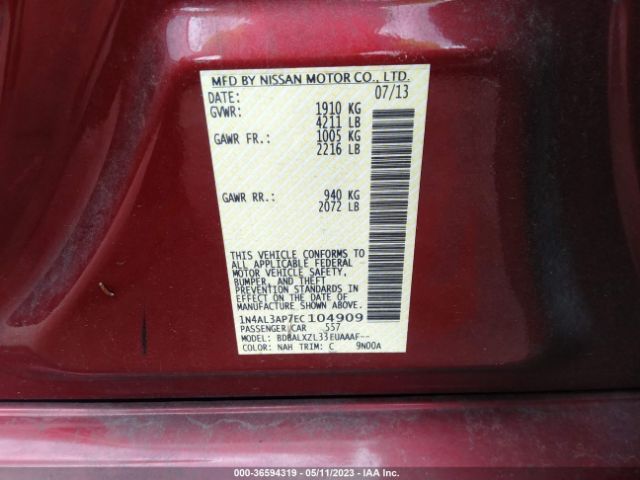 MFD BY NISSAN MOTOR CO., LTD.
DATE: 07/13
GVWR: 1910 KG
4211 LB
GAWR FR.: 1005 KG
2216 LB
GAWR RR.: 940 KG
2072 LB
THIS VEHICLE CONFORMS TO
ALL APPLICABLE FEDERAL
MOTOR VEHICLE SAFETY,
BUMPER, AND THEFT
PREVENTION STANDARDS IN
EFFECT ON THE DATE OF
MANUFACTURE SHOWN ABOVE.
1N4AL3AP7EC104909
PASSENGER CAR 557
MODEL: BDBALXZL33EUAAAF--
COLOR: NAH TRIM: C 9N00A
000-36594319 - 05/11/2023 - IAA Inc.